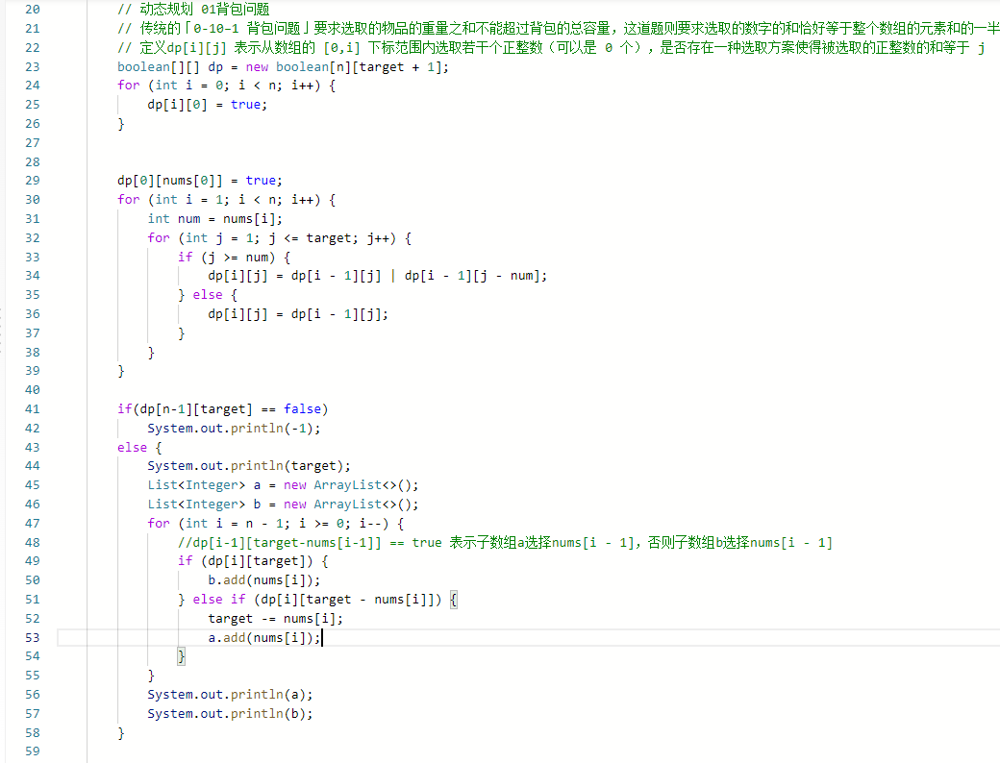 20 // 动态规划 01背包问题
21 // 传统的「0-10-1 背包问题」要求选取的物品的重量之和不能超过背包的总容量，这道题则要求选取的数字的和恰好等于整个数组的元素和的一半
22 // 定义dp[i][j] 表示从数组的 [0,i] 下标范围内选取若干个正整数（可以是 0 个），是否存在一种选取方案使得被选取的正整数的和等于 j
23 boolean[][] dp = new boolean[n][target + 1];
24 for (int i = 0; i < n; i++) {
25 dp[i][0] = true;
26 }
27
28
29 dp[0][nums[0]] = true;
30 for (int i = 1; i < n; i++) {
31 int num = nums[i];
32 for (int j = 1; j <= target; j++) {
33 if (j >= num) {
34 dp[i][j] = dp[i - 1][j] | dp[i - 1][j - num];
35 } else {
36 dp[i][j] = dp[i - 1][j];
37 }
38 }
39 }
40
41 if(dp[n-1][target] == false)
42 System.out.println(-1);
43 else {
44 System.out.println(target);
45 List<Integer> a = new ArrayList<>();
46 List<Integer> b = new ArrayList<>();
47 for (int i = n - 1; i >= 0; i--) {
48 //dp[i-1][target-nums[i-1]] == true 表示子数组a选择nums[i - 1]，否则子数组b选择nums[i - 1]
49 if (dp[i][target]) {
50 b.add(nums[i]);
51 } else if (dp[i][target - nums[i]]) {
52 target -= nums[i];
53 a.add(nums[i]);
54 }
55 }
56 System.out.println(a);
57 System.out.println(b);
58 }
59